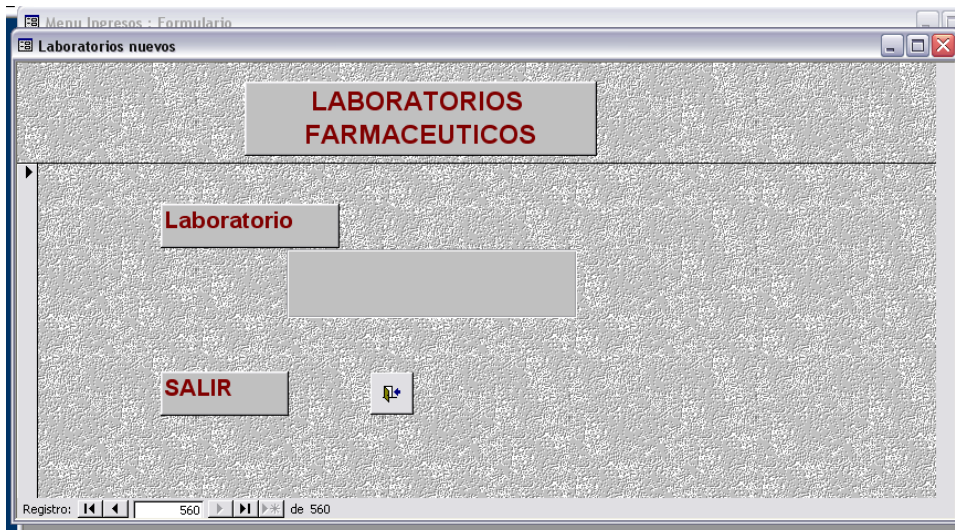 Menu Ingresos : Formulario
Laboratorios nuevos
LABORATORIOS
FARMACEUTICOS
Laboratorio
SALIR
Registro: 560 de 560